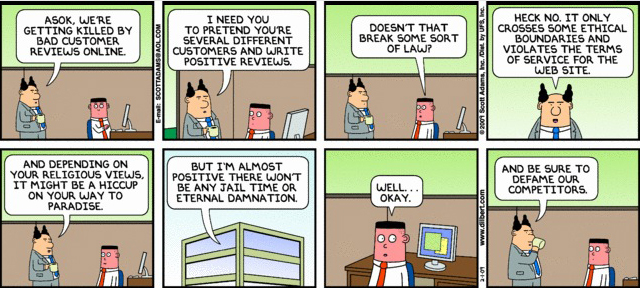 ASOK, WE'RE
GETTING KILLED BY
BAD CUSTOMER
REVIEWS ONLINE.
E-mail: SCOTTADAMS@AOL.COM
I NEED YOU
TO PRETEND YOU'RE
SEVERAL DIFFERENT
CUSTOMERS AND WRITE
POSITIVE REVIEWS.
DOESN'T THAT
BREAK SOME SORT
OF LAW?
©2009 Scott Adams, Inc./Dist. by UFS, Inc.
HECK NO. IT ONLY
CROSSES SOME ETHICAL
BOUNDARIES AND
VIOLATES THE TERMS
OF SERVICE FOR THE
WEB SITE.
AND DEPENDING ON
YOUR RELIGIOUS VIEWS,
IT MIGHT BE A HICCUP
ON YOUR WAY TO
PARADISE.
BUT I'M ALMOST
POSITIVE THERE WON'T
BE ANY JAIL TIME OR
ETERNAL DAMNATION.
WELL...
OKAY.
www.dilbert.com
2-1-09
AND BE SURE TO
DEFAME OUR
COMPETITORS.